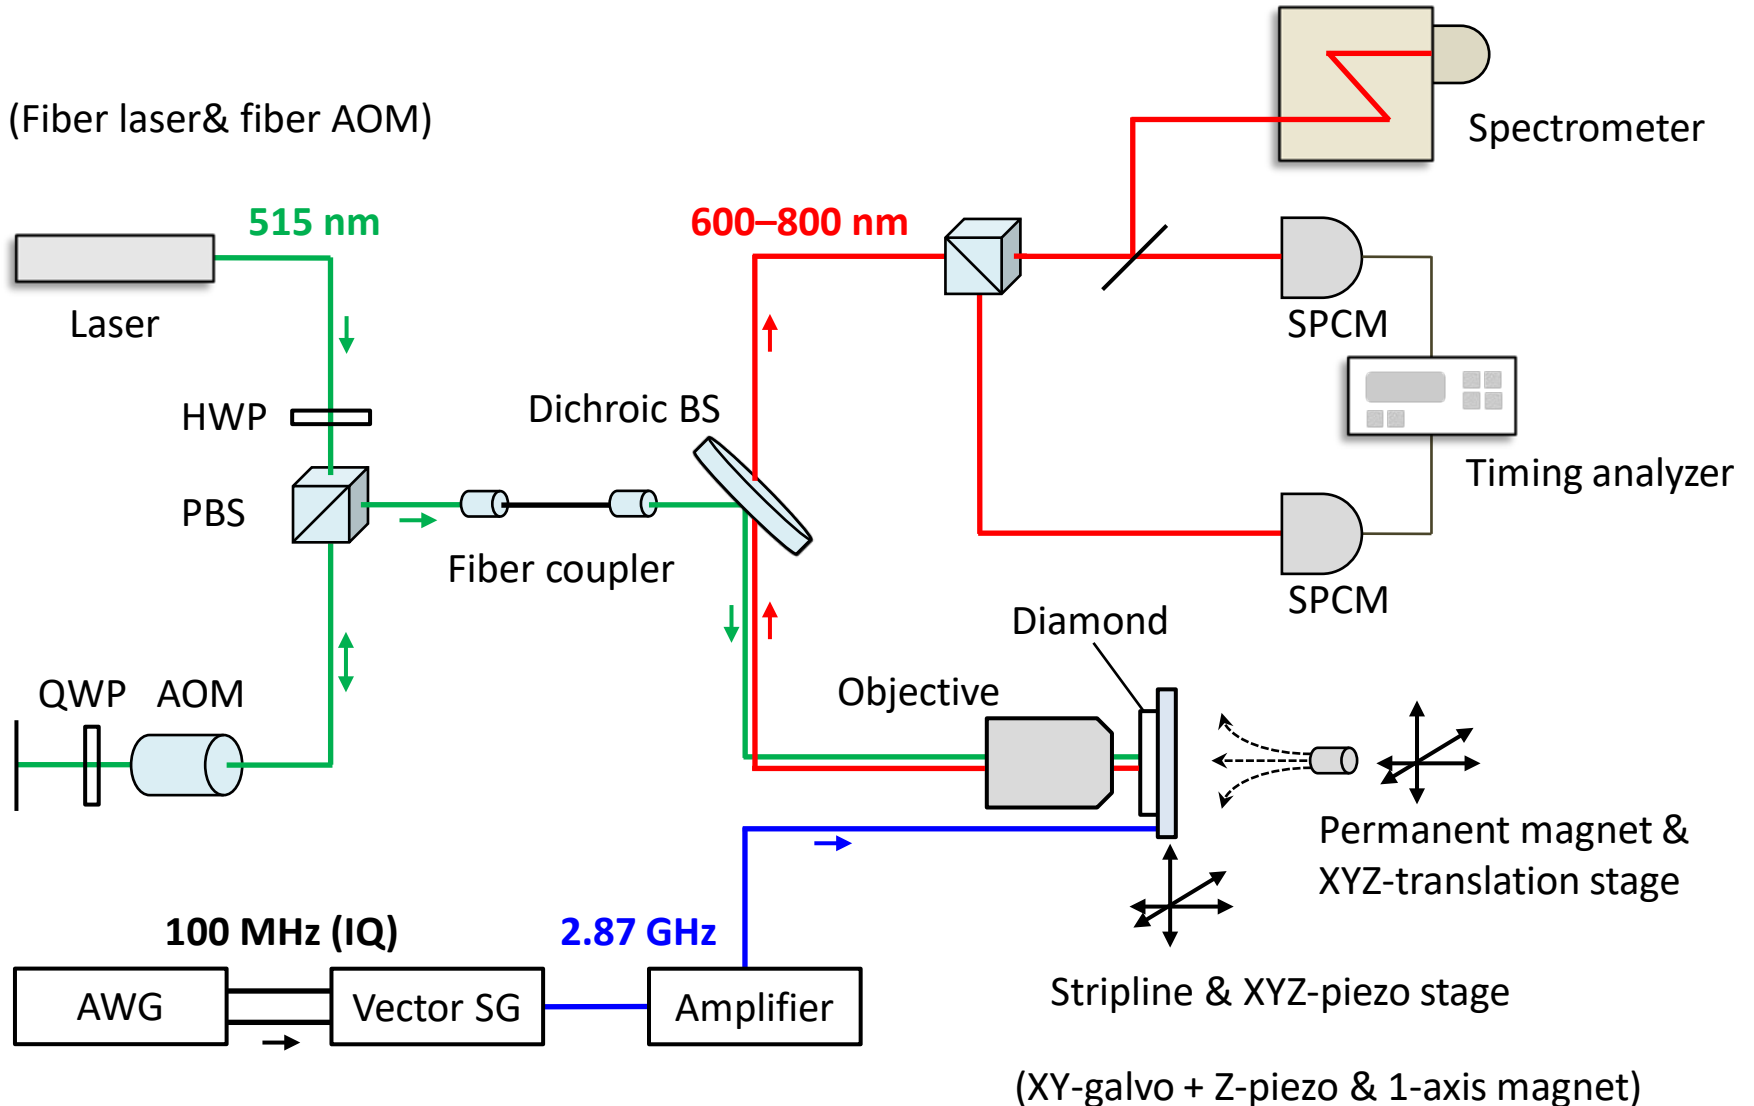 (Fiber laser& fiber AOM)
Spectrometer
515 nm
600–800 nm
Laser
SPCM
HWP
Dichroic BS
PBS
Timing analyzer
Fiber coupler
SPCM
Diamond
QWP
AOM
Objective
Permanent magnet &
XYZ-translation stage
100 MHz (IQ)
2.87 GHz
AWG
Vector SG
Amplifier
Stripline & XYZ-piezo stage
(XY-galvo + Z-piezo & 1-axis magnet)